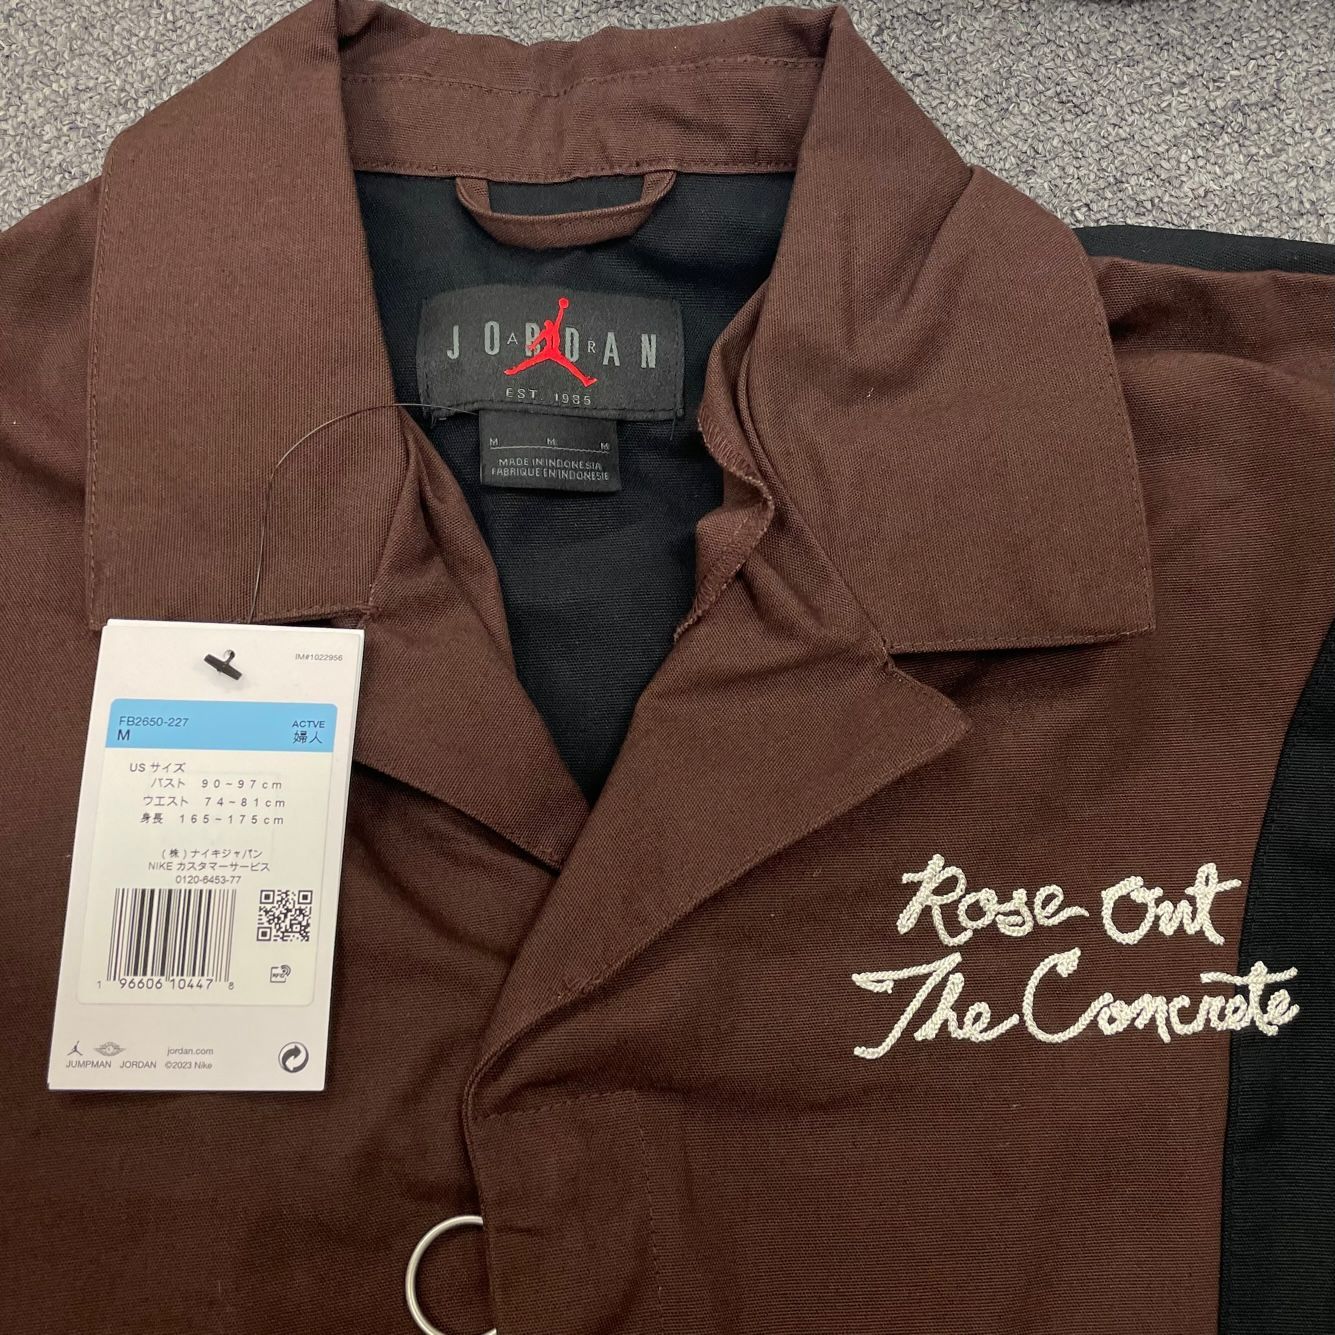 JORDAN
AIR
EST. 1985
M M M
MADE IN INDONESIA
FABRIQUE EN INDONESIE
IM#1022956
FB2650-227 ACTVE
M 婦人
US サイズ
バスト 90~97cm
ウエスト 74~81cm
身長 165~175cm
(株)ナイキジャパン
NIKE カスタマーサービス
0120-6453-77
1 96606 10447 8
RFID
jordan.com
JUMPMAN JORDAN ©2023 Nike
Rose Out
The Concrete